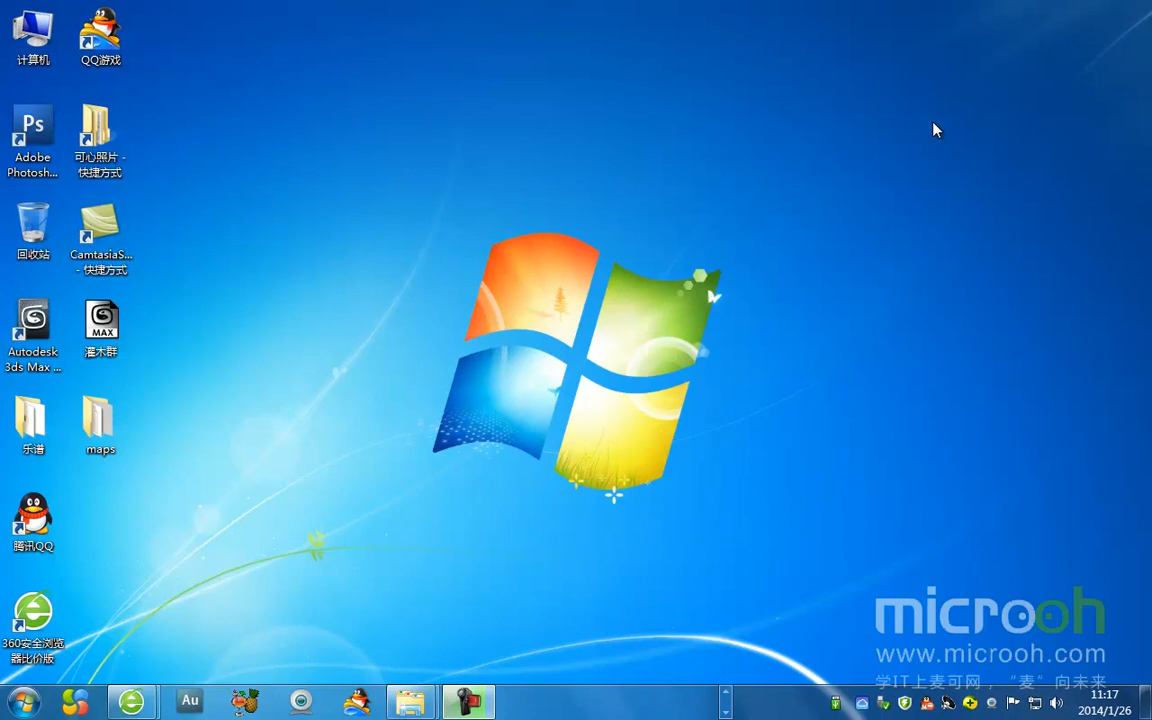 计算机
QQ游戏
Ps
Adobe
Photosh...
可心照片 -
快捷方式
回收站
CamtasiaS...
- 快捷方式
Autodesk
3ds Max ...
MAX
灌木群
乐谱
maps
腾讯QQ
360安全浏览
器比价版
microoh
www.microoh.com
学IT上麦可网，“麦”向未来
Au
11:17
2014/1/26